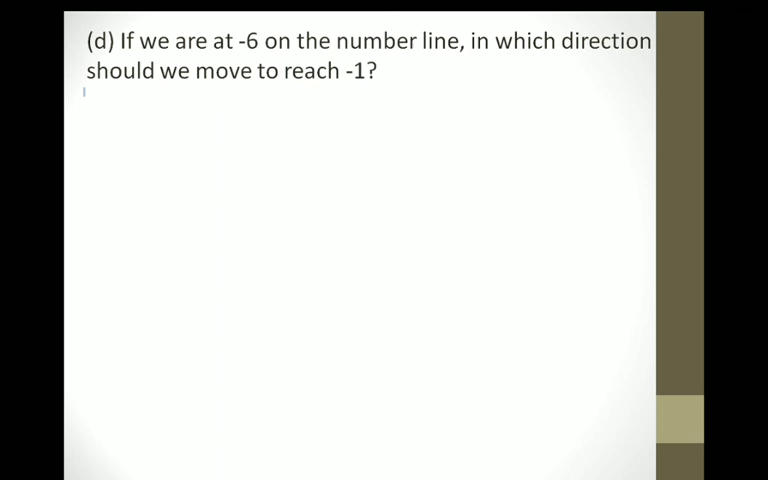 (d) If we are at -6 on the number line, in which direction
should we move to reach -1?